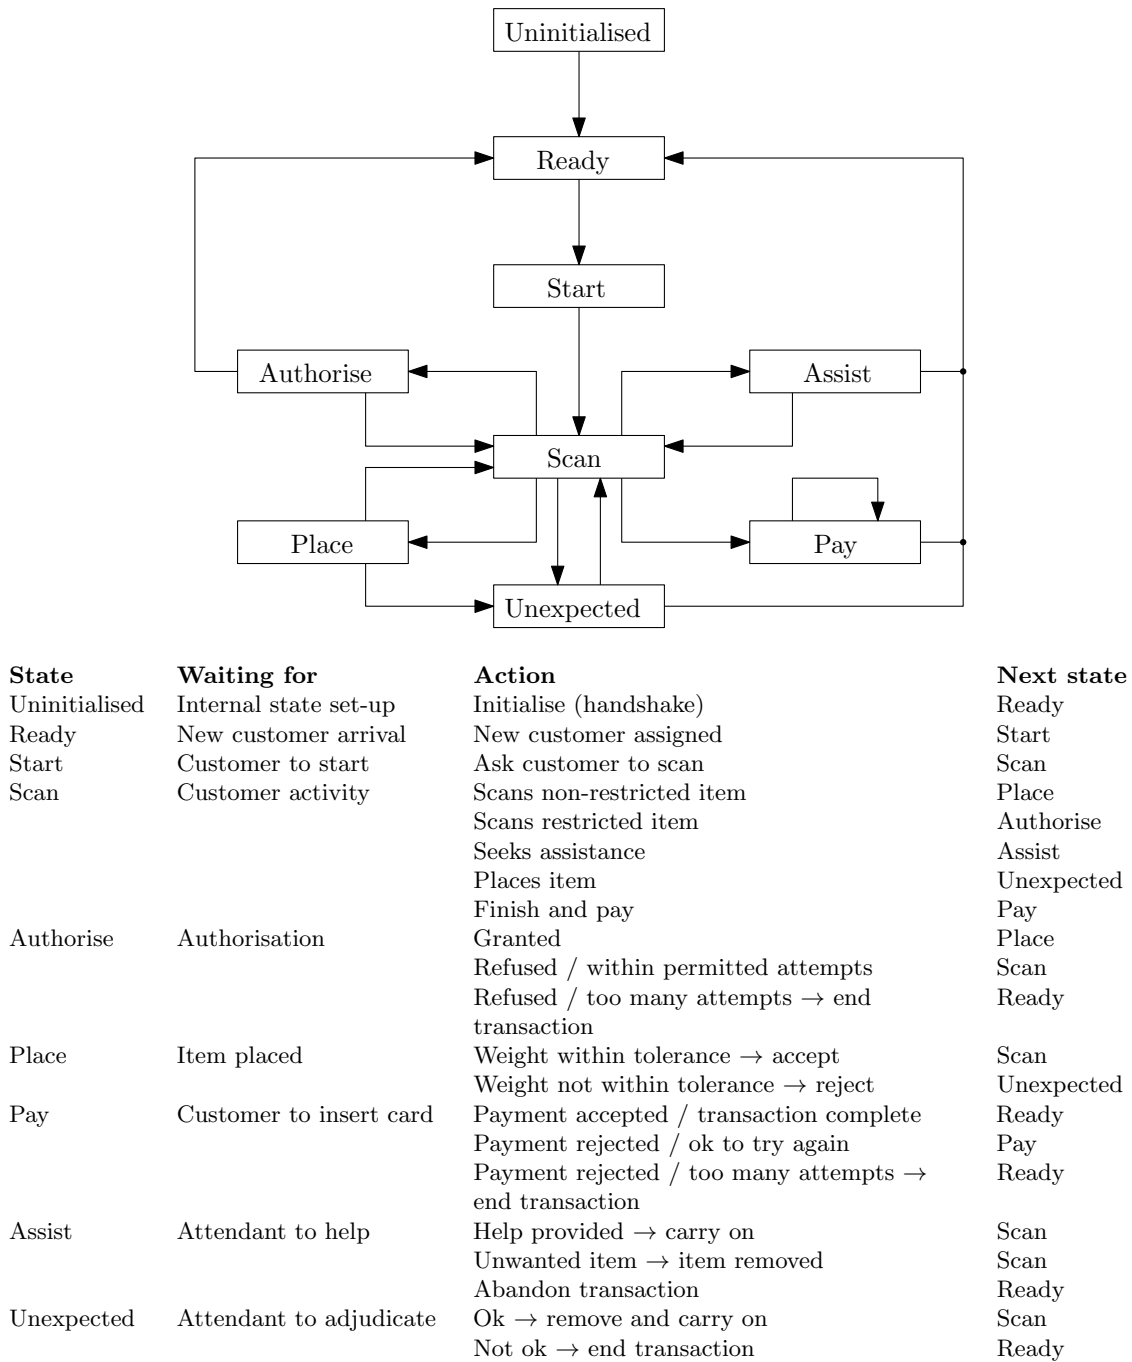 Uninitialised
Ready
Start
Authorise
Assist
Scan
Place
Pay
Unexpected
State Waiting for Action Next state
Uninitialised Internal state set-up Initialise (handshake) Ready
Ready New customer arrival New customer assigned Start
Start Customer to start Ask customer to scan Scan
Scan Customer activity Scans non-restricted item Place
Scans restricted item Authorise
Seeks assistance Assist
Places item Unexpected
Finish and pay Pay
Authorise Authorisation Granted Place
Refused / within permitted attempts Scan
Refused / too many attempts → end Ready
transaction
Place Item placed Weight within tolerance → accept Scan
Weight not within tolerance → reject Unexpected
Pay Customer to insert card Payment accepted / transaction complete Ready
Payment rejected / ok to try again Pay
Payment rejected / too many attempts → Ready
end transaction
Assist Attendant to help Help provided → carry on Scan
Unwanted item → item removed Scan
Abandon transaction Ready
Unexpected Attendant to adjudicate Ok → remove and carry on Scan
Not ok → end transaction Ready